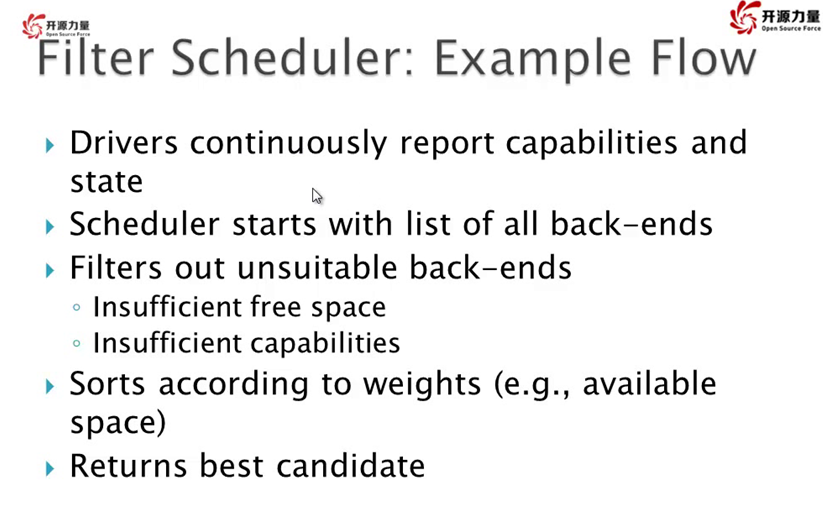 开源力量
Open Source Force
开源力量
Open Source Force
Filter Scheduler: Example Flow
Drivers continuously report capabilities and
state
Scheduler starts with list of all back-ends
Filters out unsuitable back-ends
Insufficient free space
Insufficient capabilities
Sorts according to weights (e.g., available
space)
Returns best candidate